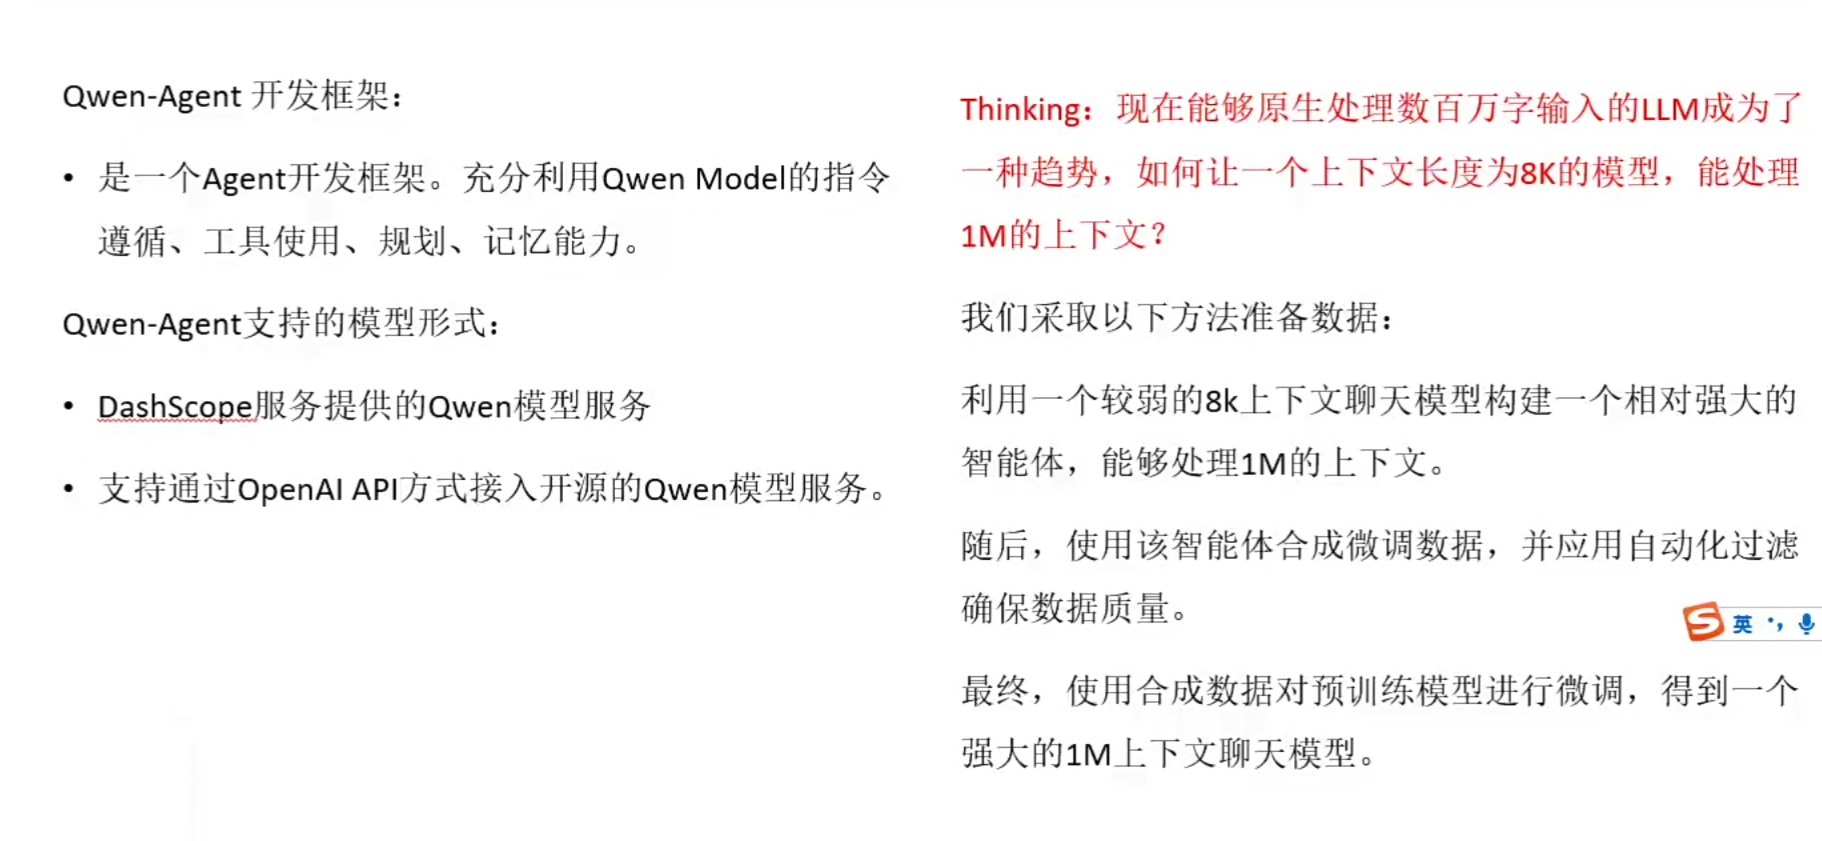 Qwen-Agent 开发框架：
• 是一个Agent开发框架。充分利用Qwen Model的指令
遵循、工具使用、规划、记忆能力。
Qwen-Agent支持的模型形式：
• DashScope服务提供的Qwen模型服务
• 支持通过OpenAI API方式接入开源的Qwen模型服务。
Thinking：现在能够原生处理数百万字输入的LLM成为了
一种趋势，如何让一个上下文长度为8K的模型，能处理
1M的上下文？
我们采取以下方法准备数据：
利用一个较弱的8k上下文聊天模型构建一个相对强大的
智能体，能够处理1M的上下文。
随后，使用该智能体合成微调数据，并应用自动化过滤
确保数据质量。
最终，使用合成数据对预训练模型进行微调，得到一个
强大的1M上下文聊天模型。
S 英